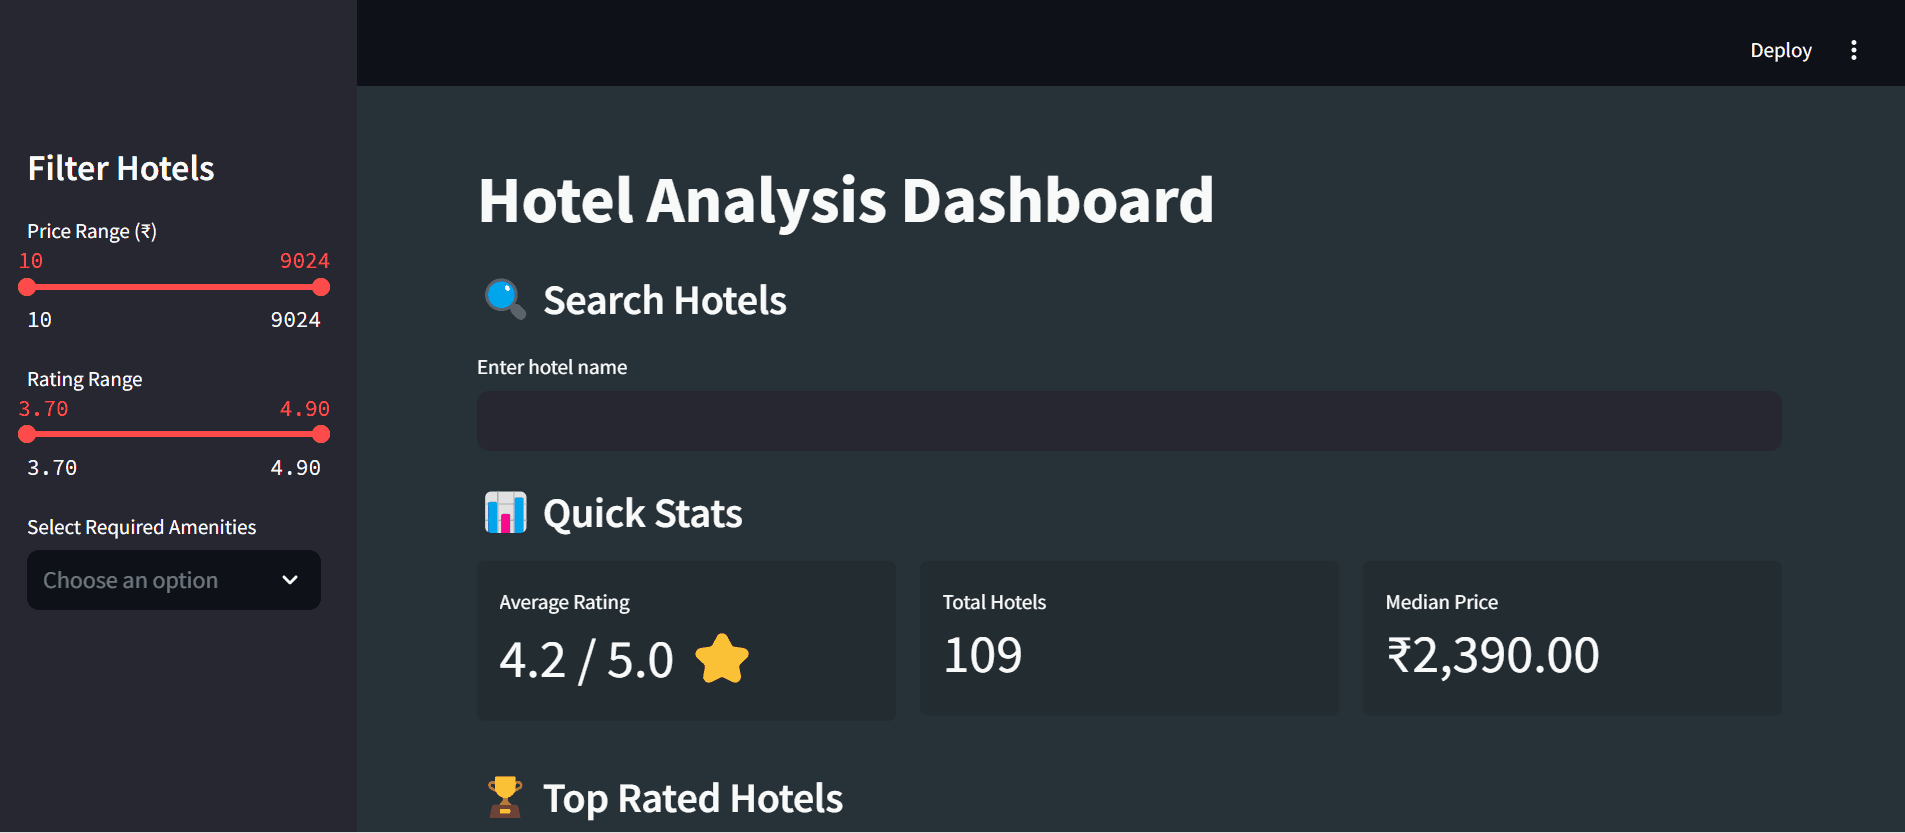 Deploy
Filter Hotels
Price Range (₹)
10 9024
10 9024
Rating Range
3.70 4.90
3.70 4.90
Select Required Amenities
Choose an option
Hotel Analysis Dashboard
Search Hotels
Enter hotel name
Quick Stats
Average Rating
4.2 / 5.0
Total Hotels
109
Median Price
₹2,390.00
Top Rated Hotels